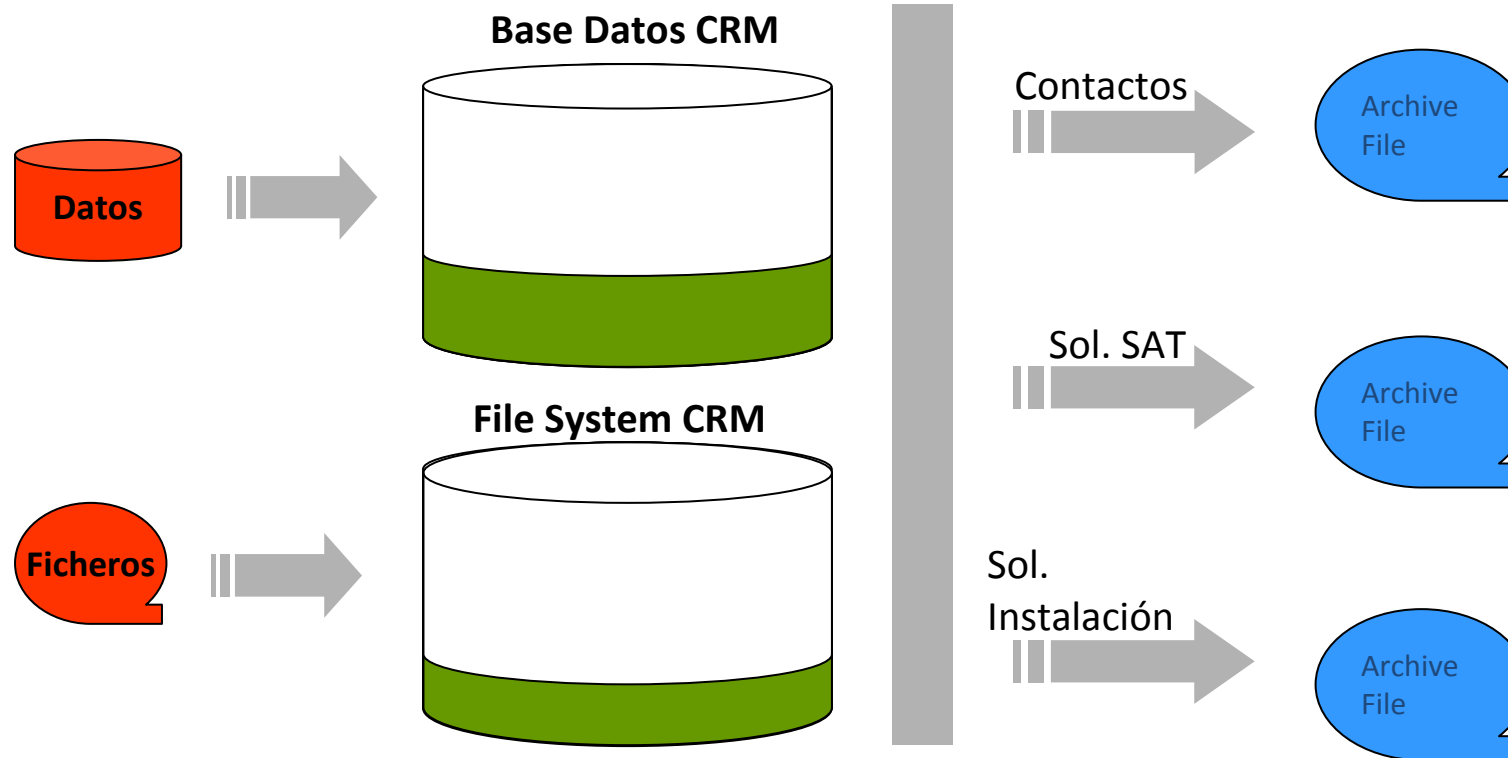 Base Datos CRM
Datos
File System CRM
Ficheros
Contactos
Archive
File
Sol. SAT
Archive
File
Sol.
Instalación
Archive
File